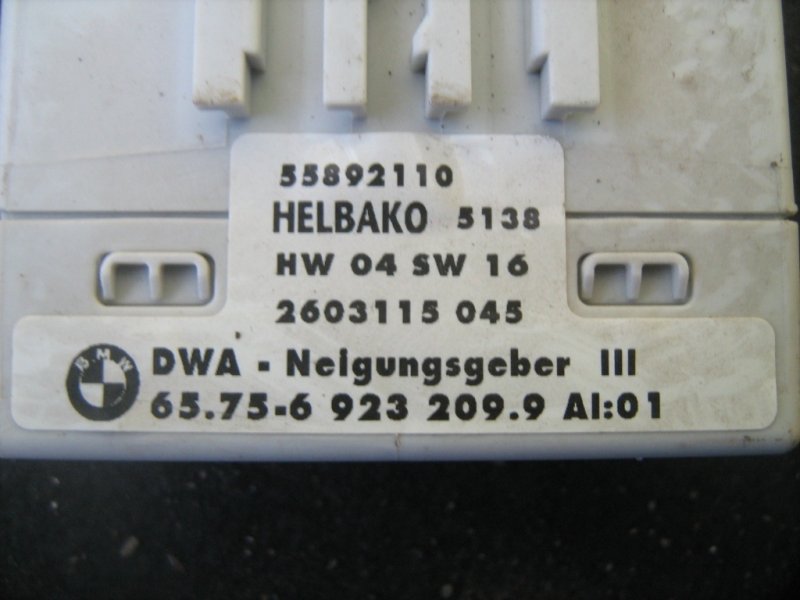 55892110
HELBAKO 5138
HW 04 SW 16
2603115 045
BMW DWA - Neigungsgeber III
65.75-6 923 209.9 AI:01